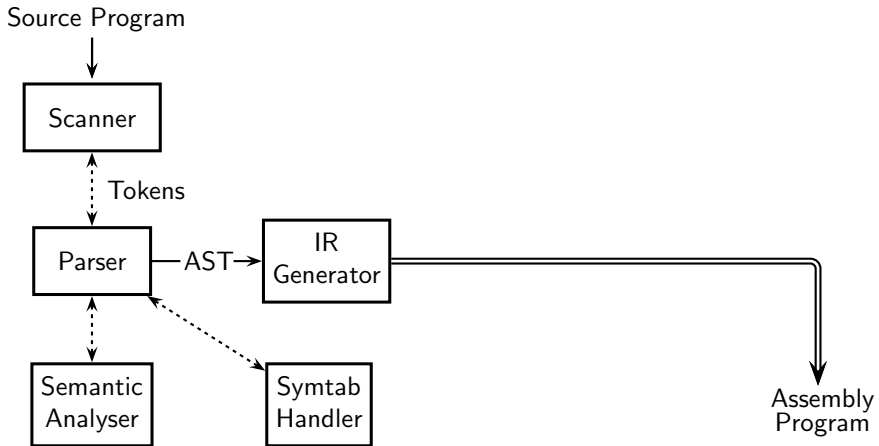 Source Program
Scanner
Tokens
Parser
AST
IR
Generator
Semantic
Analyser
Symtab
Handler
Assembly
Program